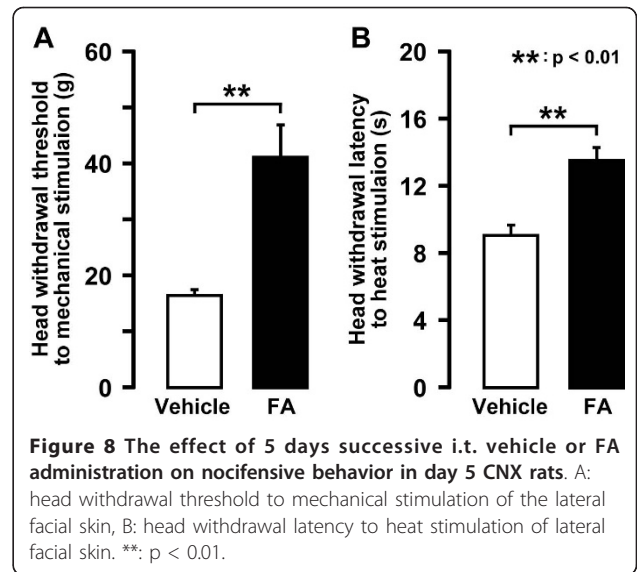 A
B
60
40
20
0
Head withdrawal threshold
to mechanical stimulaion (g)
**
Vehicle
FA
20
16
12
8
4
0
Head withdrawal latency
to heat stimulaion (s)
**: p < 0.01
**
Vehicle
FA
Figure 8 The effect of 5 days successive i.t. vehicle or FA
administration on nocifensive behavior in day 5 CNX rats. A:
head withdrawal threshold to mechanical stimulation of the lateral
facial skin, B: head withdrawal latency to heat stimulation of lateral
facial skin. **: p < 0.01.